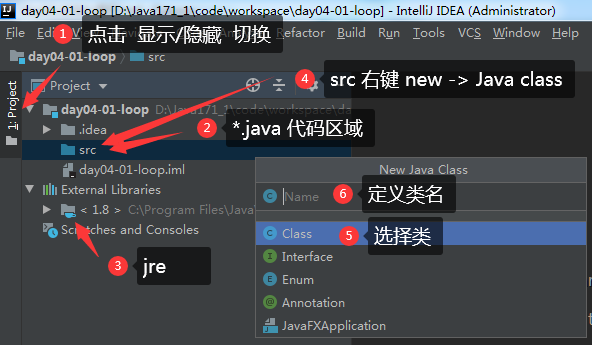 day04-01-loop [D:\Java171_1\code\workspace\day04-01-loop] - IntelliJ IDEA (Administrator)
File
Refactor Build Run Tools VCS Window Help
1 点击 显示/隐藏 切换
day04-01-loop src
1: Project
Project
4 src 右键 new -> Java class
day04-01-loop D:\Java171_1\code\workspace\da
.idea
2 *.java 代码区域
src
day04-01-loop.iml
External Libraries
< 1.8 > C:\Program Files\Java
Scratches and Consoles
3 jre
New Java Class
Name
6 定义类名
Class
5 选择类
Interface
Enum
Annotation
JavaFXApplication